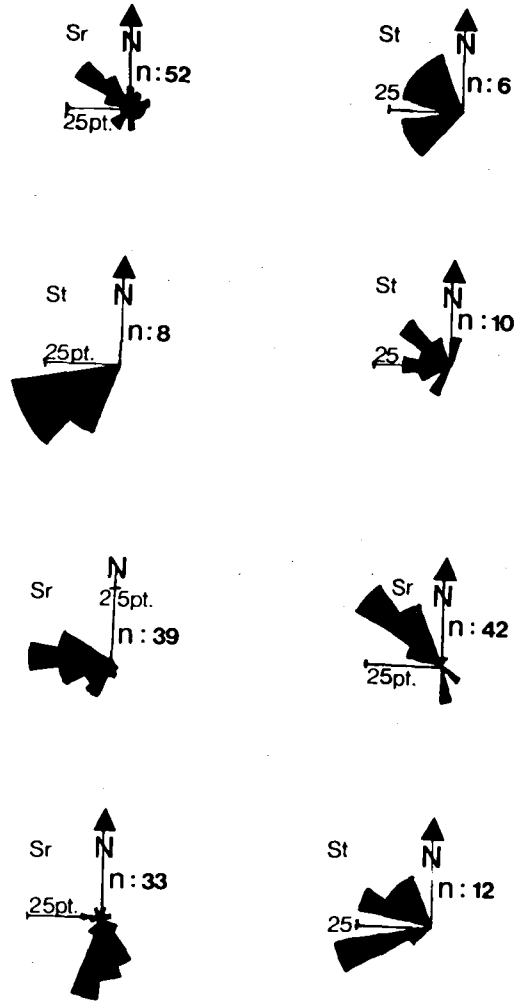 Sr N n:52 25pt.
St N n:6 25
St N n:8 25pt.
St N n:10 25
Sr N 25pt. n:39
Sr N n:42 25pt.
Sr N n:33 25pt.
St N n:12 25